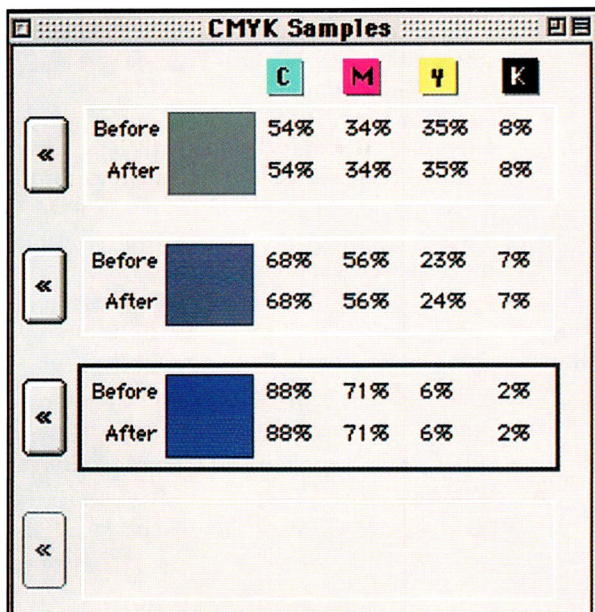 CMYK Samples
C M Y K
« Before 54% 34% 35% 8%
After 54% 34% 35% 8%
« Before 68% 56% 23% 7%
After 68% 56% 24% 7%
« Before 88% 71% 6% 2%
After 88% 71% 6% 2%
«